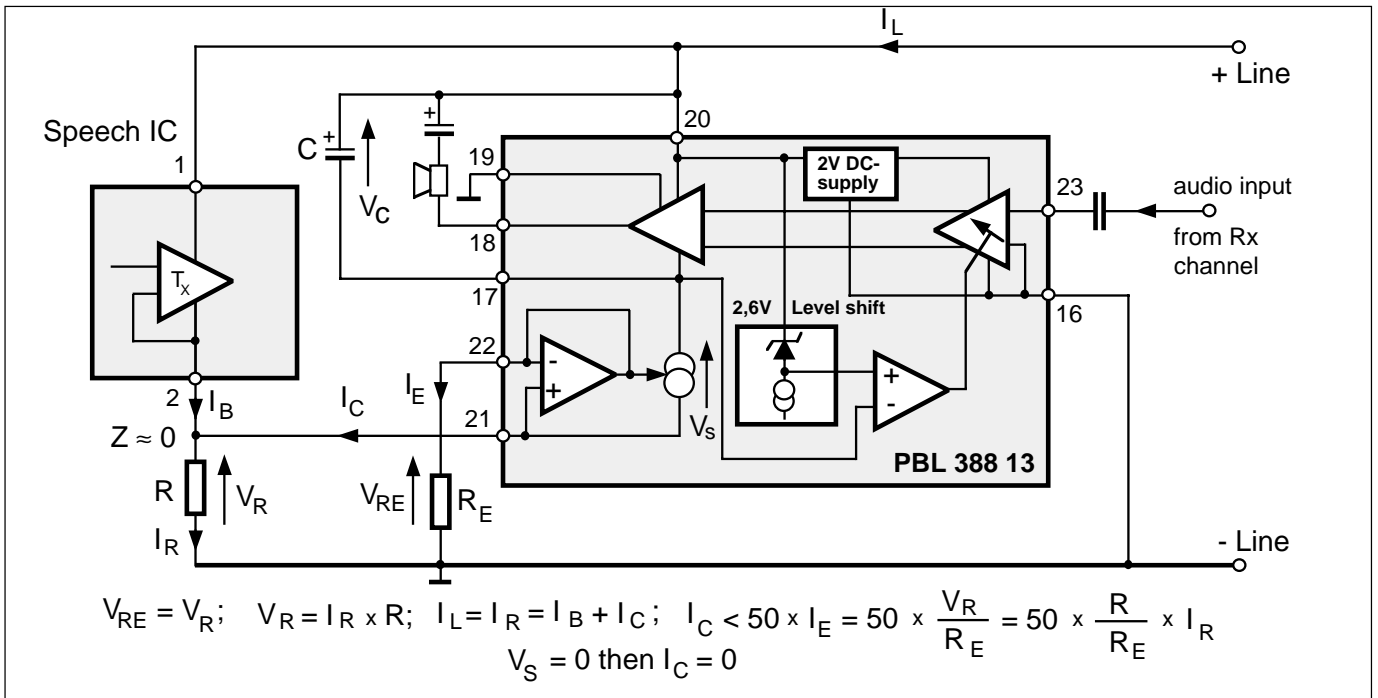 I_L
+ Line
Speech IC
1
C
+
V_C
+
20
19
18
17
2V DC-
supply
23
audio input
from Rx
channel
16
T_X
2,6V Level shift
22
-
+
V_S
+
-
2
I_B
I_E
I_C
21
Z ≈ 0
PBL 388 13
R
V_R
V_RE
R_E
I_R
- Line
V_RE = V_R; V_R = I_R x R; I_L = I_R = I_B + I_C; I_C < 50 x I_E = 50 x V_R / R_E = 50 x R / R_E x I_R
V_S = 0 then I_C = 0